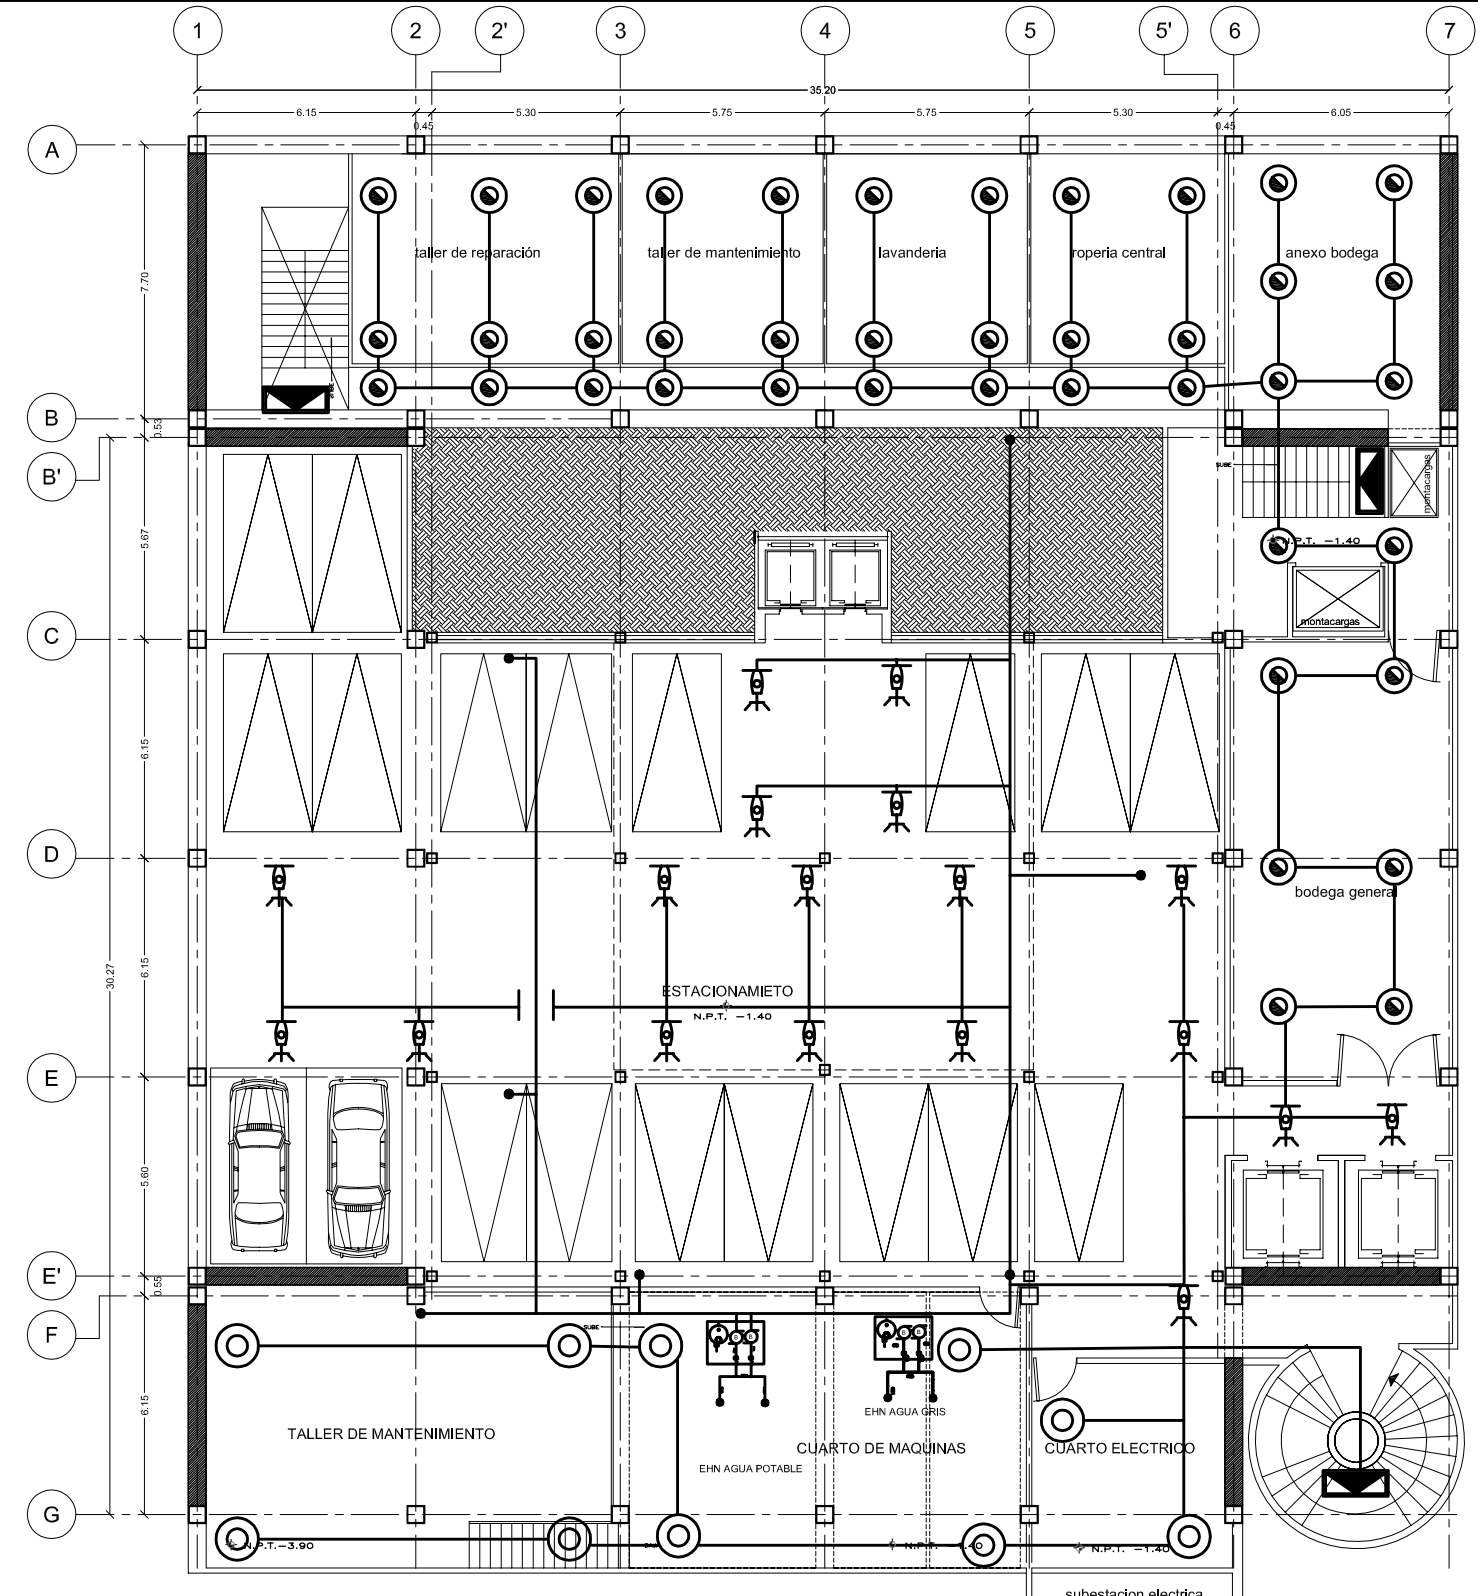 1 2 2' 3 4 5 5' 6 7
35.20
6.15 5.30 5.75 5.75 5.30 6.05
0.45 0.45
A
7.70
taller de reparación taller de mantenimiento lavanderia roperia central anexo bodega
B
0.53
B'
SUBE
montacargas
5.67
N.P.T. -1.40
montacargas
C
6.15
D
bodega general
30.27
6.15
ESTACIONAMIETO
N.P.T. -1.40
E
5.60
E'
0.55
F
SUBE
B B
B B
6.15
EHN AGUA GRIS
TALLER DE MANTENIMIENTO CUARTO DE MAQUINAS CUARTO ELECTRICO
EHN AGUA POTABLE
G
N.P.T.-3.90 N.P.T. -1.40 N.P.T. -1.40
subestacion electrica